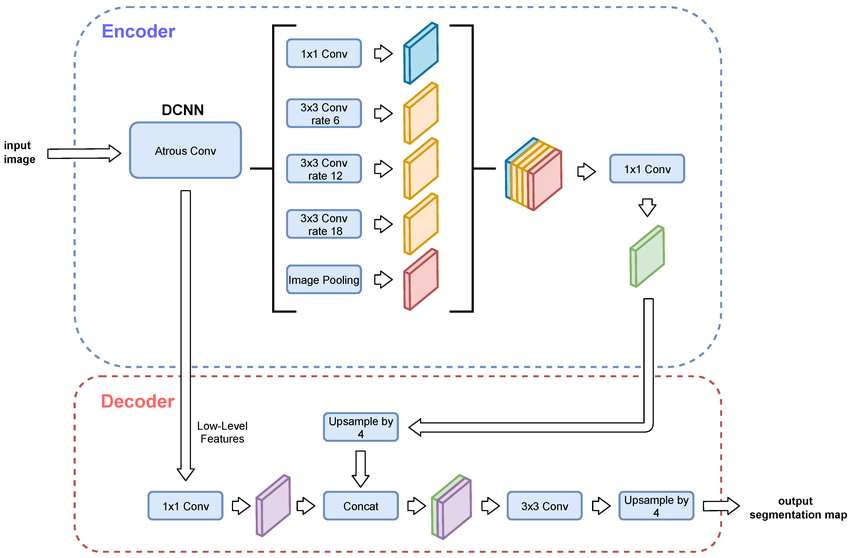 Encoder
1x1 Conv
DCNN
3x3 Conv
rate 6
input
image
Atrous Conv
3x3 Conv
rate 12
1x1 Conv
3x3 Conv
rate 18
Image Pooling
Decoder
Low-Level
Features
Upsample by
4
1x1 Conv
Concat
3x3 Conv
Upsample by
4
output
segmentation map